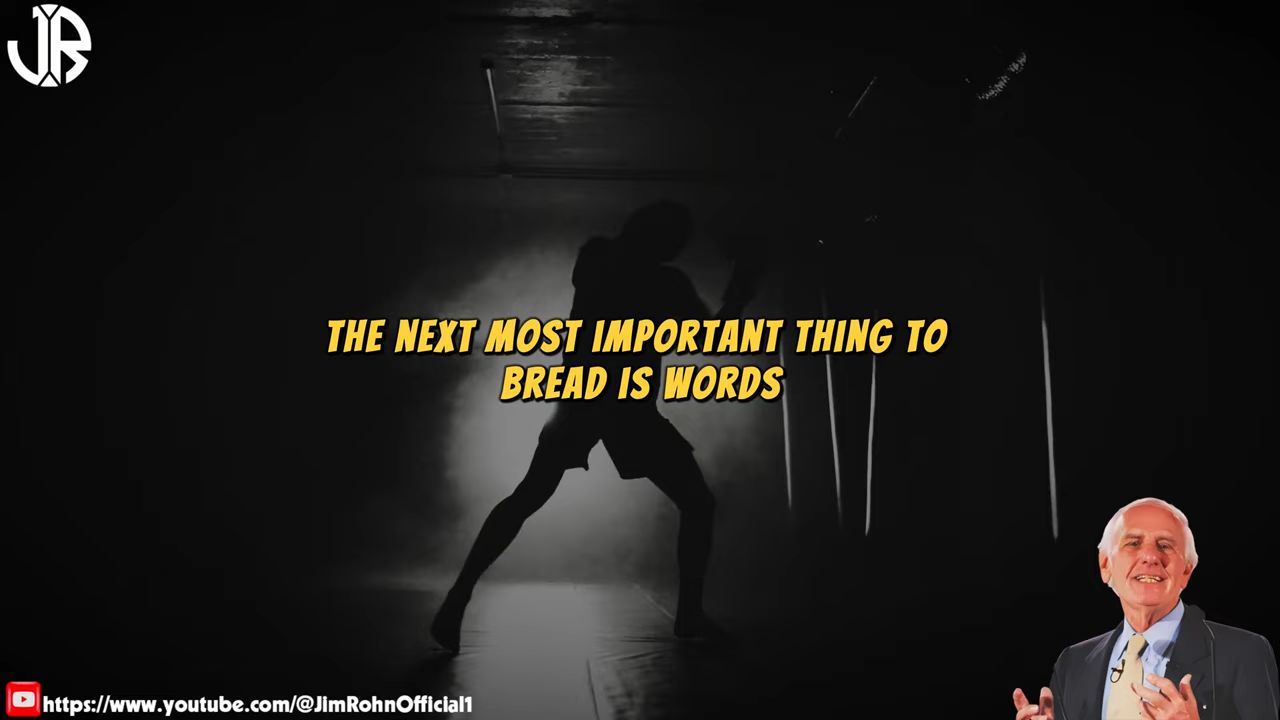 JR
THE NEXT MOST IMPORTANT THING TO
BREAD IS WORDS
https://www.youtube.com/@JimRohnOfficial1